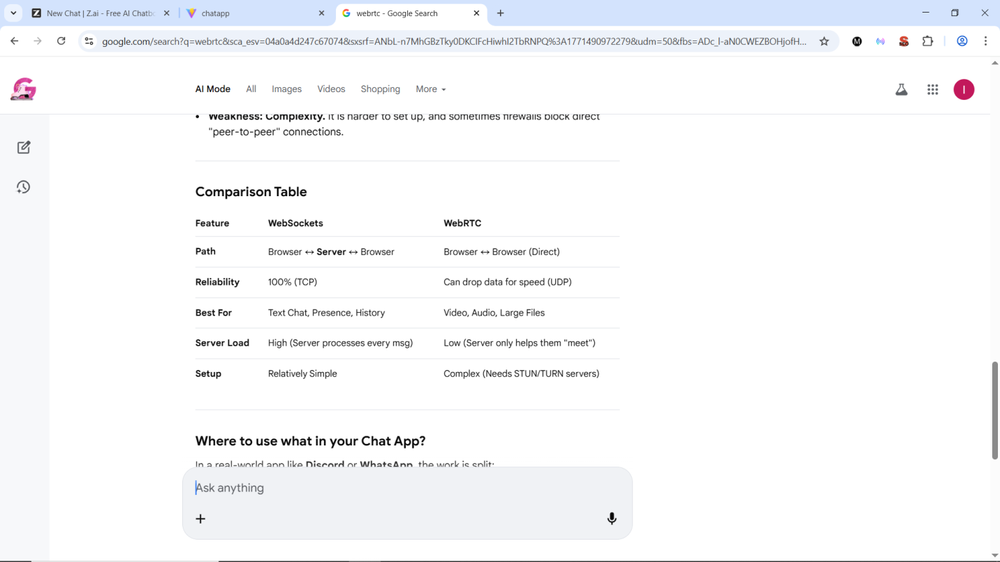 New Chat | Z.ai - Free AI Chatbo
chatapp
webrtc - Google Search
google.com/search?q=webrtc&sca_esv=04a0a4d247c67074&sxsrf=ANbL-n7MhGBzTky0DKCIFcHiwhI2TbRNPQ%3A1771490972279&udm=50&fbs=ADc_l-aN0CWEZBOHjofH...
AI Mode All Images Videos Shopping More
I
• Weakness: Complexity. It is harder to set up, and sometimes firewalls block direct
"peer-to-peer" connections.
Comparison Table
Feature WebSockets WebRTC
Path Browser ↔ Server ↔ Browser Browser ↔ Browser (Direct)
Reliability 100% (TCP) Can drop data for speed (UDP)
Best For Text Chat, Presence, History Video, Audio, Large Files
Server Load High (Server processes every msg) Low (Server only helps them "meet")
Setup Relatively Simple Complex (Needs STUN/TURN servers)
Where to use what in your Chat App?
In a real-world app like Discord or WhatsApp, the work is split:
Ask anything